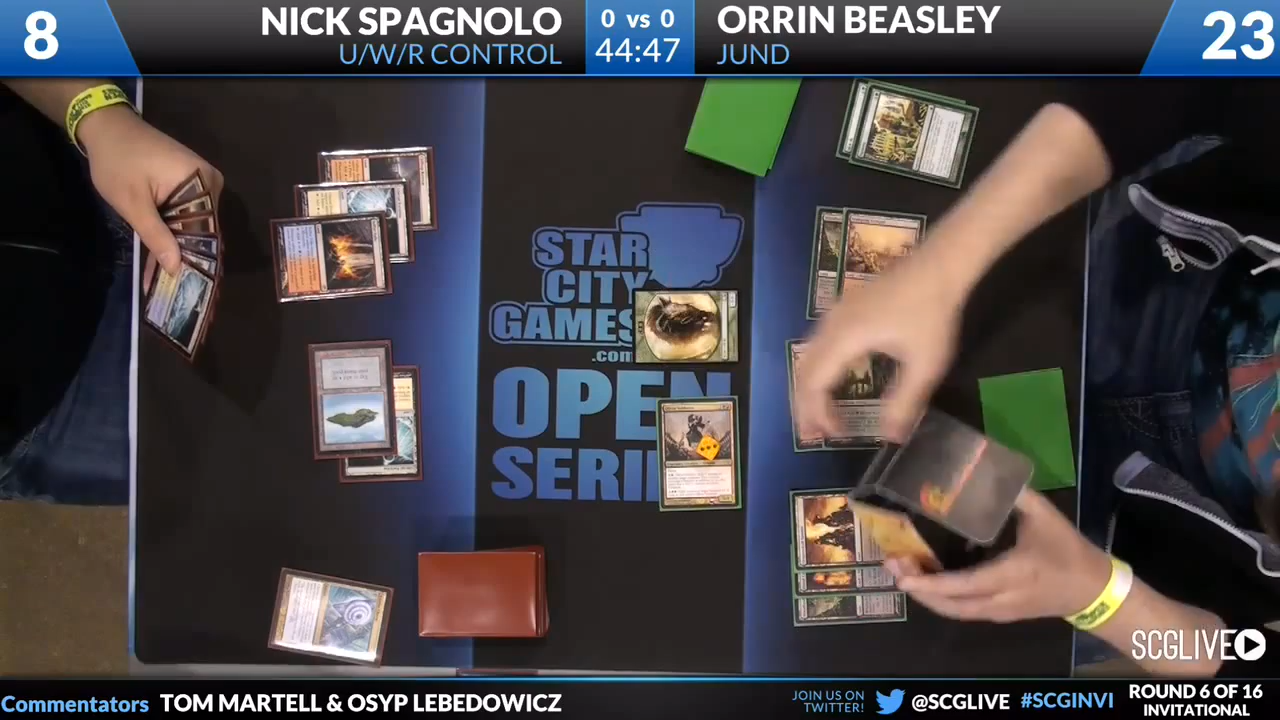 8
NICK SPAGNOLO
U/W/R CONTROL
0 vs 0
44:47
ORRIN BEASLEY
JUND
23
STAR
CITY
GAMES
.com
OPEN
SERIE
SCGLIVE
Commentators TOM MARTELL & OSYP LEBEDOWICZ
JOIN US ON
TWITTER!
@SCGLIVE #SCGINVI
ROUND 6 OF 16
INVITATIONAL